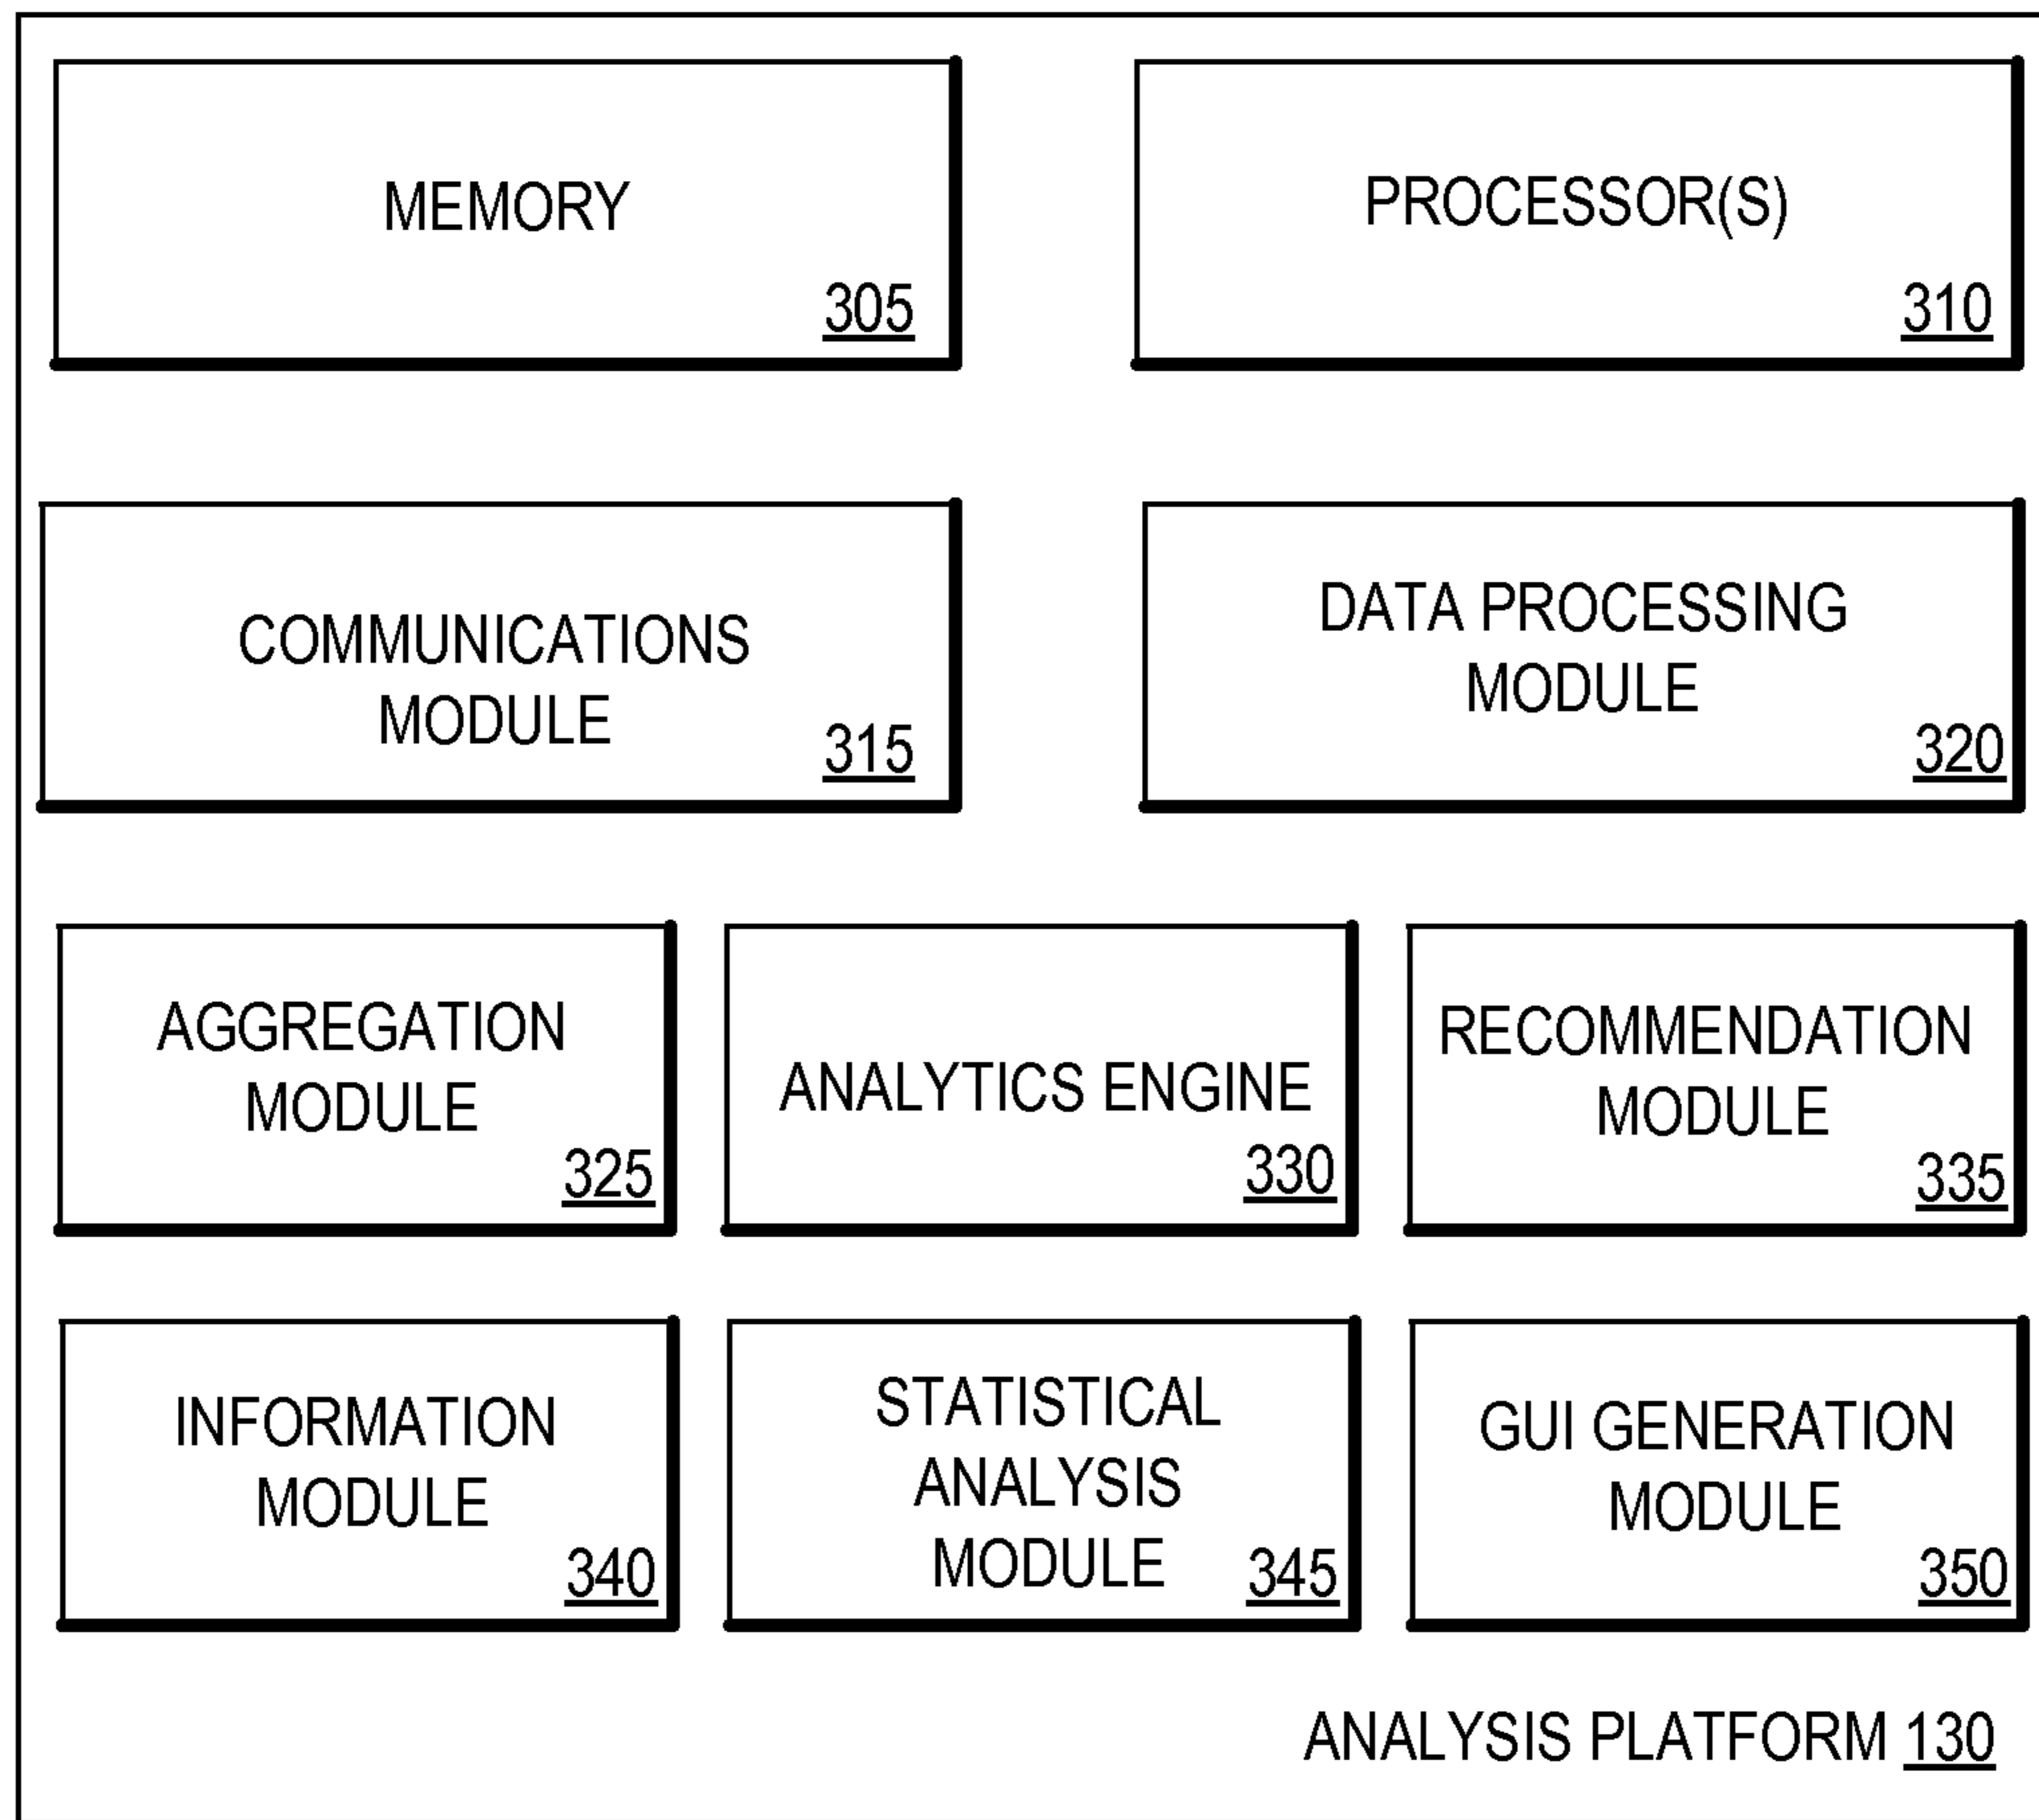 MEMORY
305
PROCESSOR(S)
310
COMMUNICATIONS
MODULE
315
DATA PROCESSING
MODULE
320
AGGREGATION
MODULE
325
ANALYTICS ENGINE
330
RECOMMENDATION
MODULE
335
INFORMATION
MODULE
340
STATISTICAL
ANALYSIS
MODULE
345
GUI GENERATION
MODULE
350
ANALYSIS PLATFORM 130